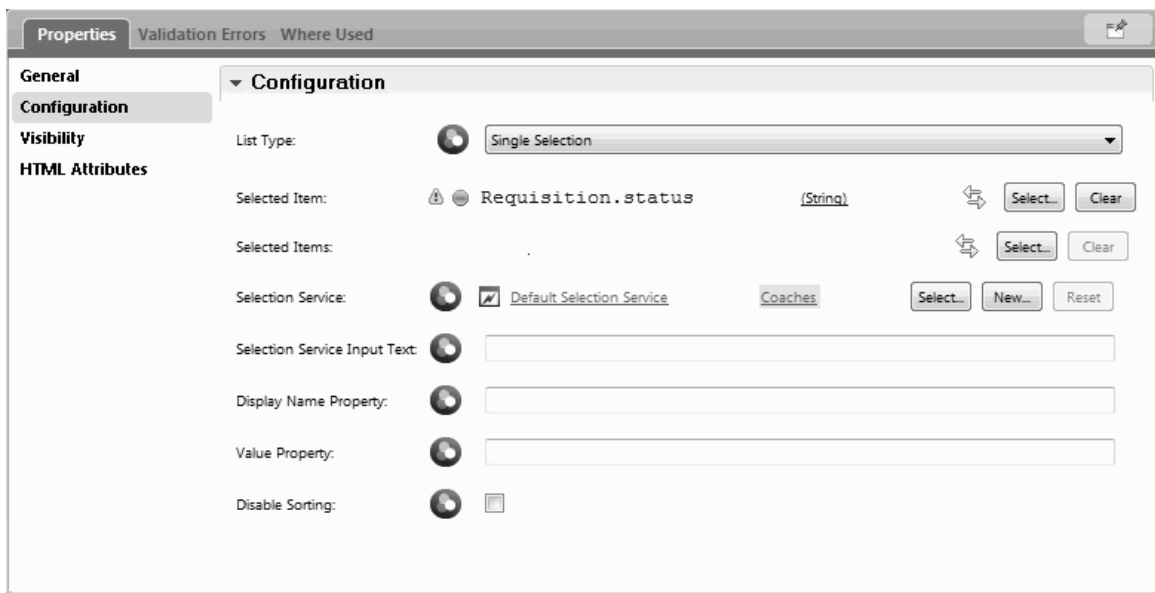 Properties Validation Errors Where Used
General
Configuration
Visibility
HTML Attributes
Configuration
List Type: Single Selection
Selected Item: Requisition.status (String) Select... Clear
Selected Items: Select... Clear
Selection Service: Default Selection Service Coaches Select... New... Reset
Selection Service Input Text:
Display Name Property:
Value Property:
Disable Sorting: